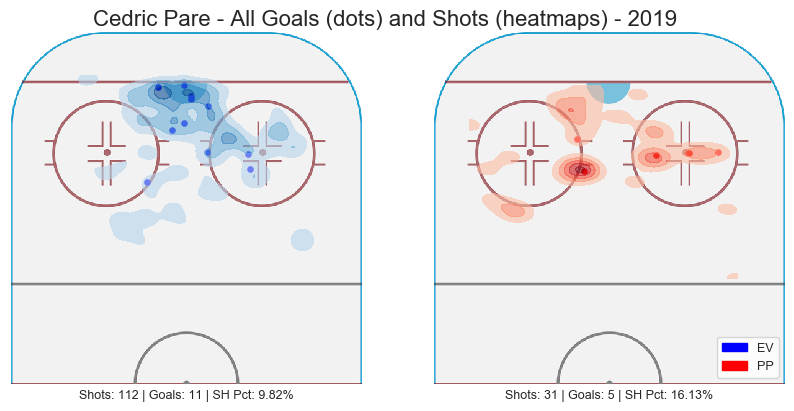 Cedric Pare - All Goals (dots) and Shots (heatmaps) - 2019
EV
PP
Shots: 112 | Goals: 11 | SH Pct: 9.82%
Shots: 31 | Goals: 5 | SH Pct: 16.13%